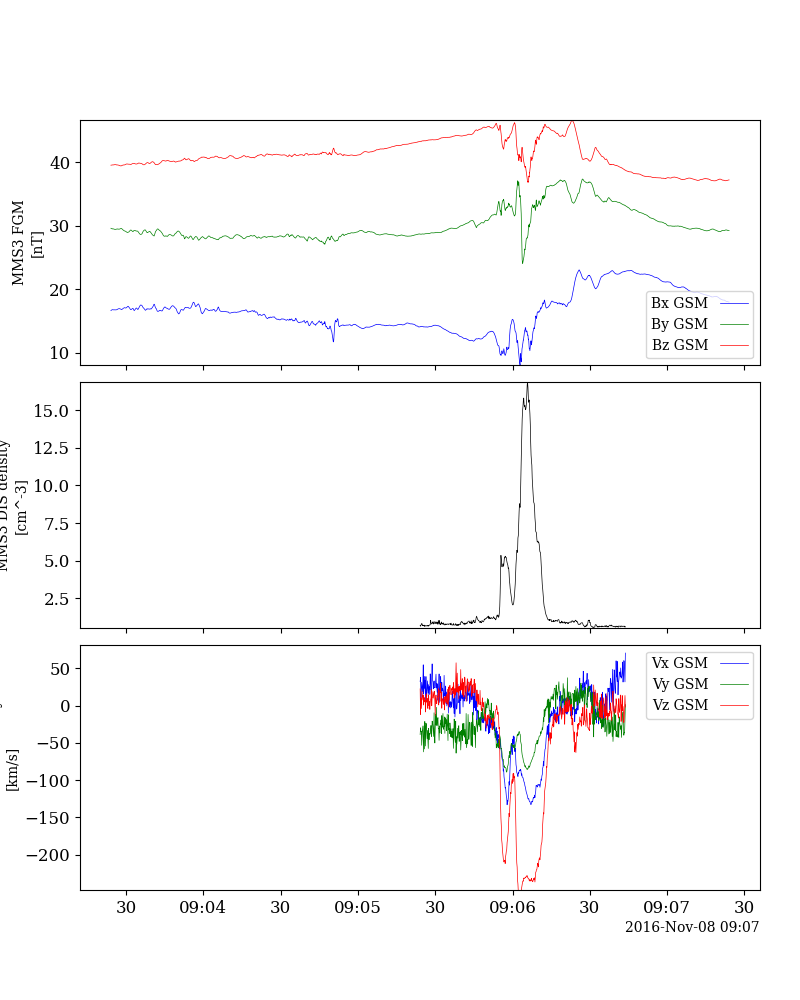 40
30
20
10
MMS3 FGM
[nT]
Bx GSM
By GSM
Bz GSM
15.0
12.5
10.0
7.5
5.0
2.5
MMS3 DIS density
[cm^-3]
50
0
−50
−100
−150
−200
[km/s]
Vx GSM
Vy GSM
Vz GSM
30 09:04 30 09:05 30 09:06 30 09:07 30
2016-Nov-08 09:07